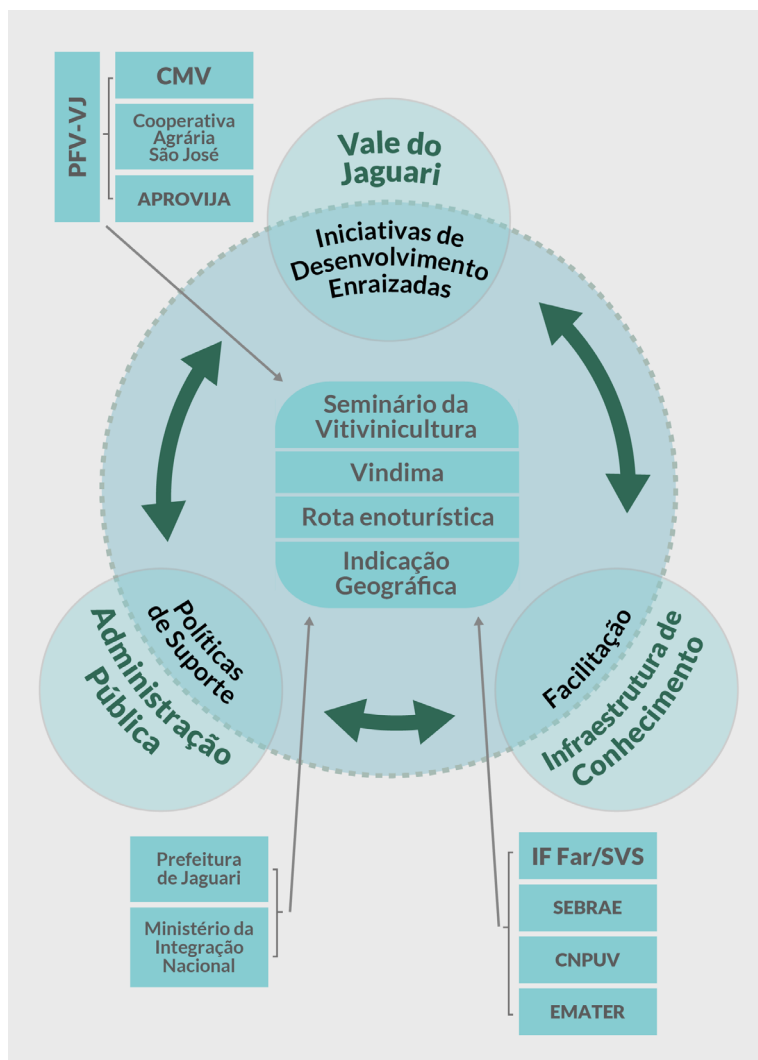 PFV-VJ
CMV
Cooperativa
Agrária
São José
APROVIJA
Vale do
Jaguari
Iniciativas de
Desenvolvimento
Enraizadas
Seminário da
Vitivinicultura
Vindima
Rota enoturística
Indicação
Geográfica
Políticas
de Suporte
Administração
Pública
Facilitação
Infraestrutura de
Conhecimento
Prefeitura
de Jaguari
Ministério da
Integração
Nacional
IF Far/SVS
SEBRAE
CNPUV
EMATER